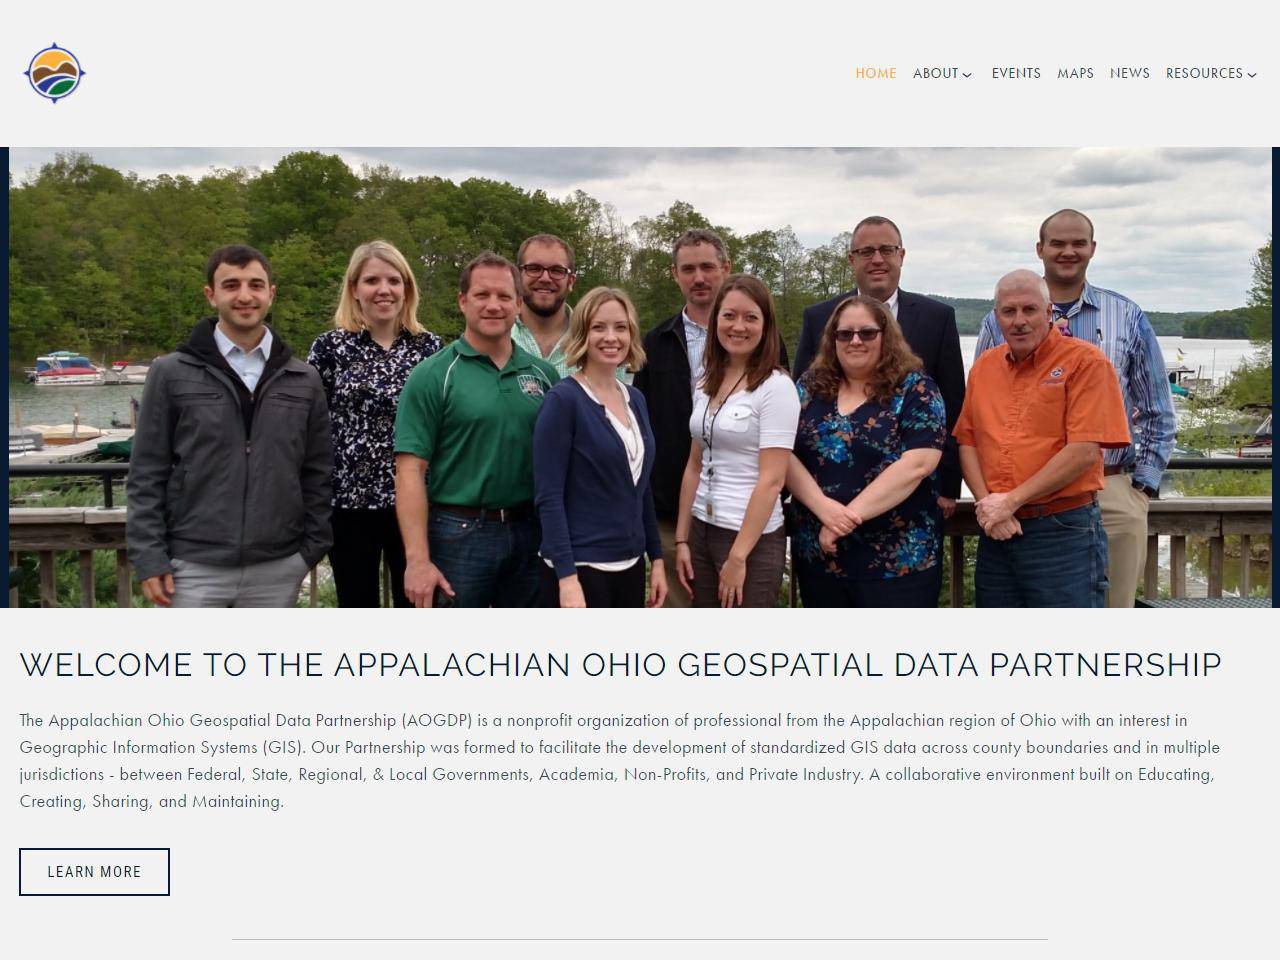 HOME ABOUT EVENTS MAPS NEWS RESOURCES
WELCOME TO THE APPALACHIAN OHIO GEOSPATIAL DATA PARTNERSHIP
The Appalachian Ohio Geospatial Data Partnership (AOGDP) is a nonprofit organization of professional from the Appalachian region of Ohio with an interest in
Geographic Information Systems (GIS). Our Partnership was formed to facilitate the development of standardized GIS data across county boundaries and in multiple
jurisdictions - between Federal, State, Regional, & Local Governments, Academia, Non-Profits, and Private Industry. A collaborative environment built on Educating,
Creating, Sharing, and Maintaining.
LEARN MORE